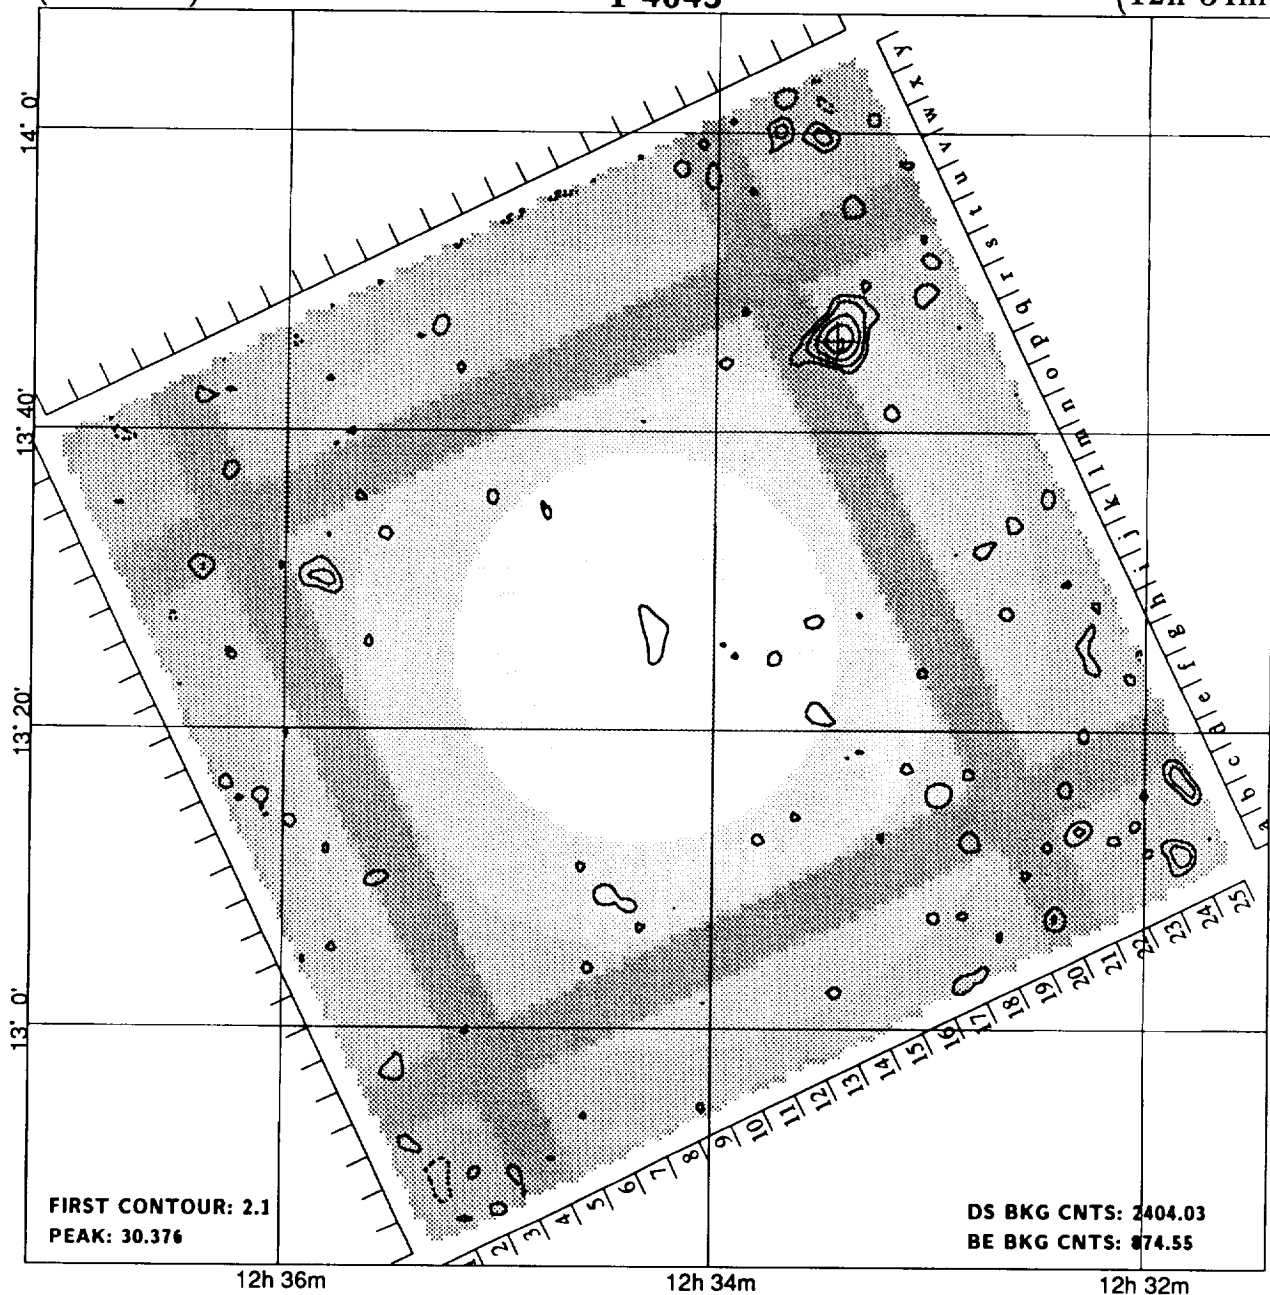 y x w v u t s r q p o n m l k j i h g f e d c b a
14° 0'
13° 40'
13° 20'
13° 0'
1 2 3 4 5 6 7 8 9 10 11 12 13 14 15 16 17 18 19 20 21 22 23 24 25
FIRST CONTOUR: 2.1
PEAK: 30.376
DS BKG CNTS: 2404.03
BE BKG CNTS: 874.55
12h 36m
12h 34m
12h 32m